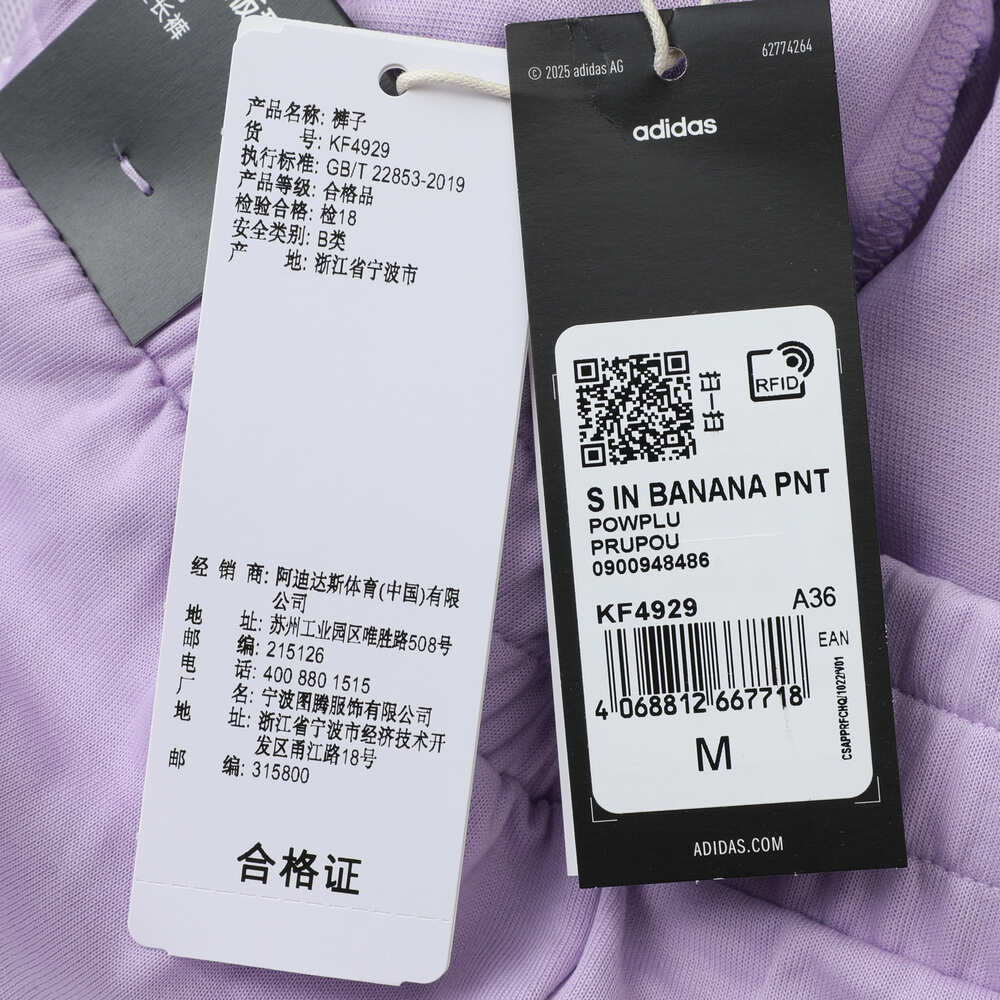 长裤
产品名称: 裤子
货 号: KF4929
执行标准: GB/T 22853-2019
产品等级: 合格品
检验合格: 检18
安全类别: B类
产 地: 浙江省宁波市
经 销 商: 阿迪达斯体育(中国)有限
公司
地 址: 苏州工业园区唯胜路508号
邮 编: 215126
电 话: 400 880 1515
厂 名: 宁波图腾服饰有限公司
地 址: 浙江省宁波市经济技术开
发区甬江路18号
邮 编: 315800
合格证
© 2025 adidas AG
62774264
adidas
RFID
S IN BANANA PNT
POWPLU
PRUPOU
0900948486
KF4929 A36
EAN
4 068812 667718
CSAPPRFCHQ/1022/V01
M
ADIDAS.COM